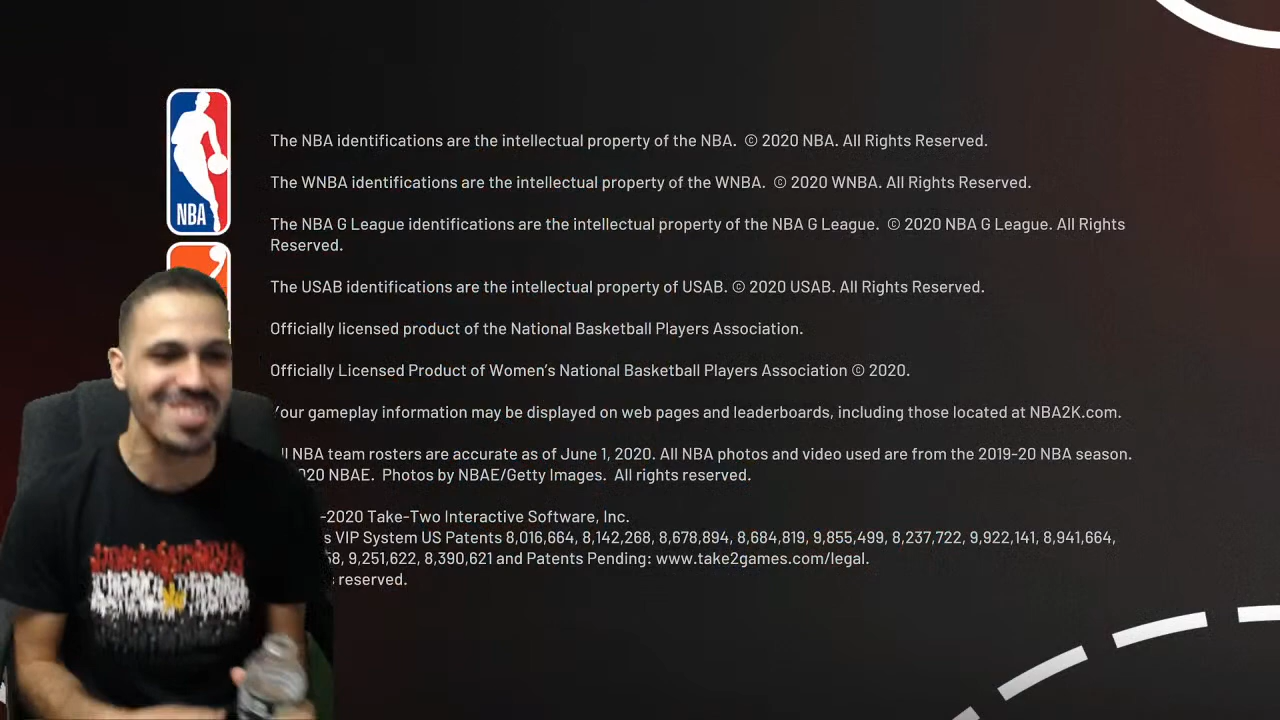 The NBA identifications are the intellectual property of the NBA. © 2020 NBA. All Rights Reserved.
NBA
The WNBA identifications are the intellectual property of the WNBA. © 2020 WNBA. All Rights Reserved.
The NBA G League identifications are the intellectual property of the NBA G League. © 2020 NBA G League. All Rights
Reserved.
The USAB identifications are the intellectual property of USAB. © 2020 USAB. All Rights Reserved.
Officially licensed product of the National Basketball Players Association.
Officially Licensed Product of Women's National Basketball Players Association © 2020.
Your gameplay information may be displayed on web pages and leaderboards, including those located at NBA2K.com.
NBA team rosters are accurate as of June 1, 2020. All NBA photos and video used are from the 2019-20 NBA season.
NBAE. Photos by NBAE/Getty Images. All rights reserved.
-2020 Take-Two Interactive Software, Inc.
VIP System US Patents 8,016,664, 8,142,268, 8,678,894, 8,684,819, 9,855,499, 8,237,722, 9,922,141, 8,941,664,
9,251,622, 8,390,621 and Patents Pending: www.take2games.com/legal.
reserved.